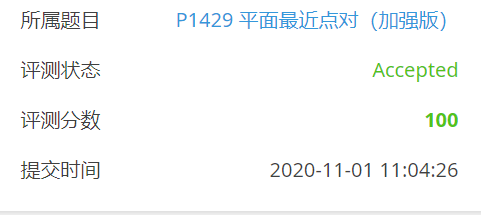 所属题目 P1429 平面最近点对（加强版）
评测状态 Accepted
评测分数 100
提交时间 2020-11-01 11:04:26